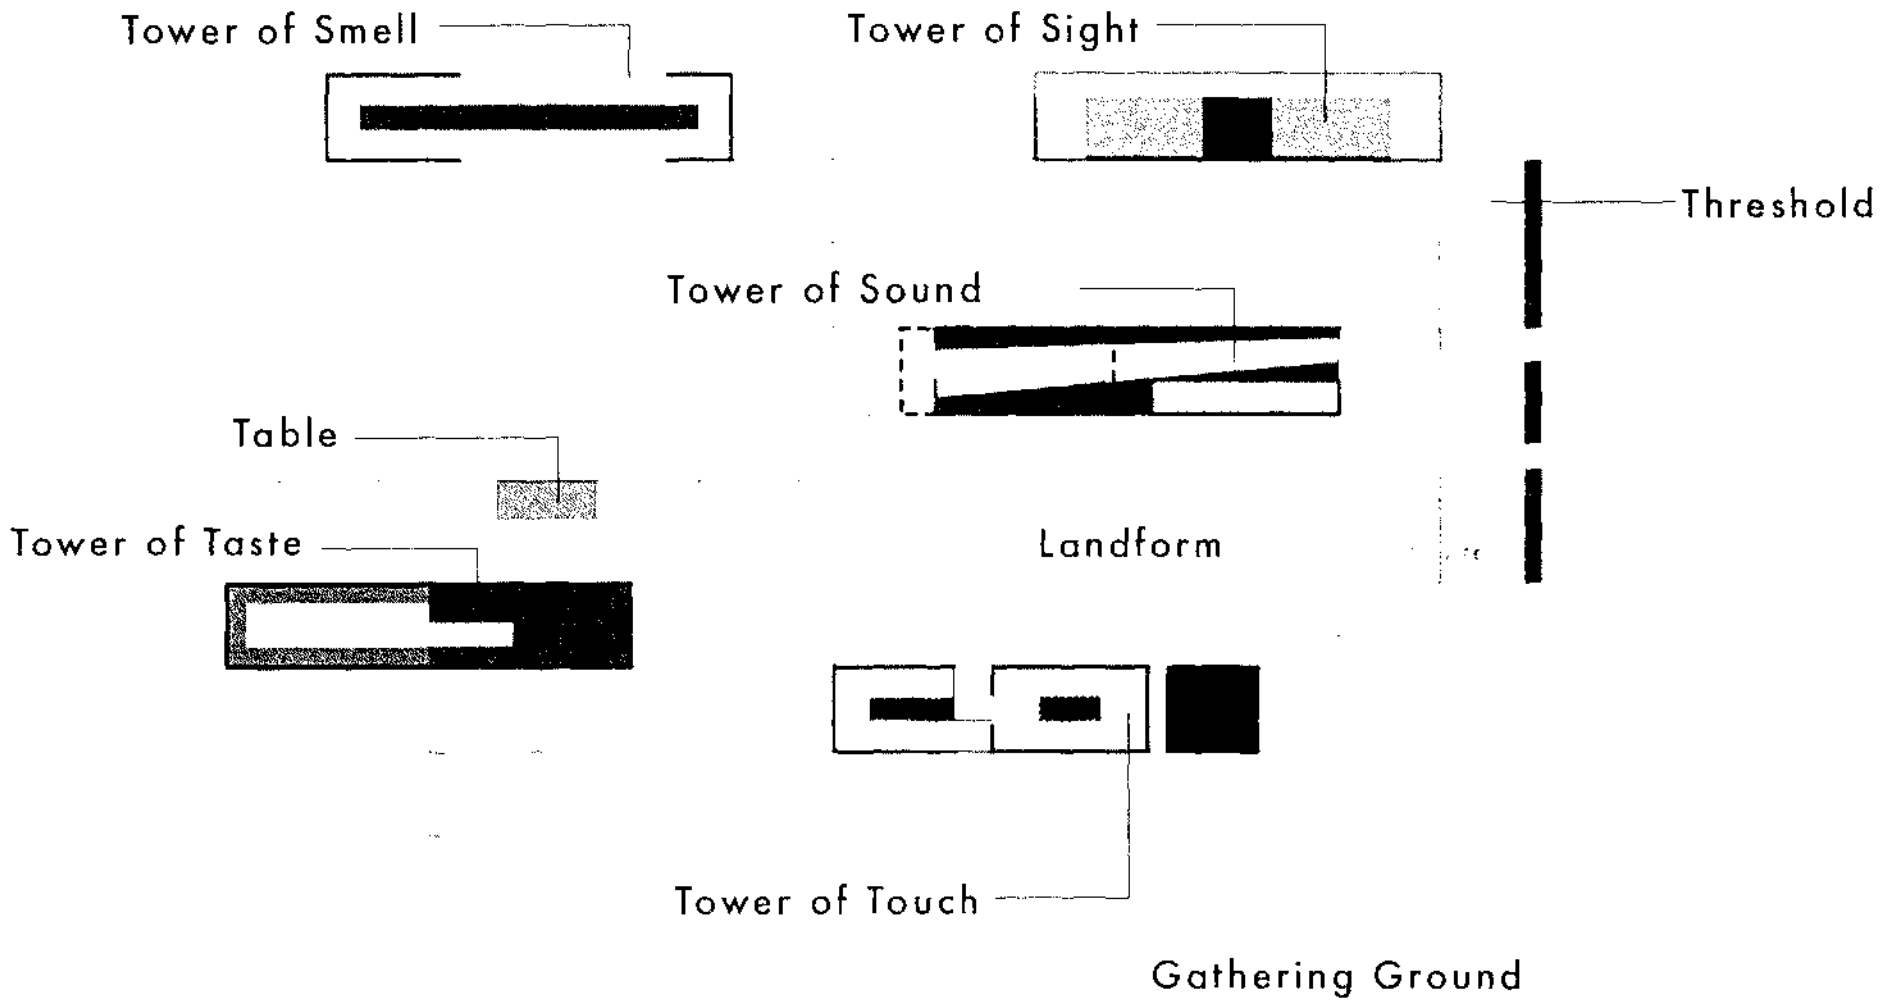 Tower of Smell
Tower of Sight
Threshold
Tower of Sound
Table
Tower of Taste
Landform
Tower of Touch
Gathering Ground